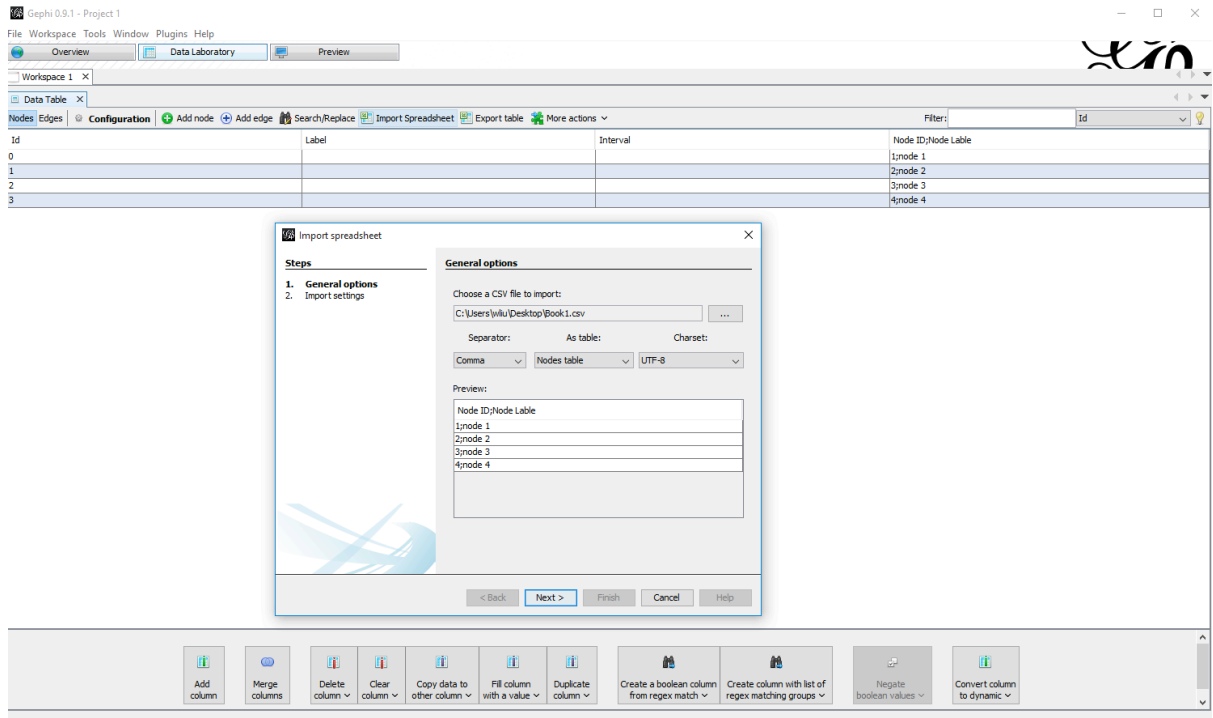 Gephi 0.9.1 - Project 1
File Workspace Tools Window Plugins Help
Overview Data Laboratory Preview
Workspace 1 X
Data Table X
Nodes Edges Configuration Add node Add edge Search/Replace Import Spreadsheet Export table More actions Filter: Id
Id Label Interval Node ID;Node Lable
0 1;node 1
1 2;node 2
2 3;node 3
3 4;node 4
Import spreadsheet
Steps
1. General options
2. Import settings
General options
Choose a CSV file to import:
C:\Users\wliu\Desktop\Book1.csv ...
Separator: As table: Charset:
Comma Nodes table UTF-8
Preview:
Node ID;Node Lable
1;node 1
2;node 2
3;node 3
4;node 4
< Back Next > Finish Cancel Help
Add column
Merge columns
Delete column
Clear column
Copy data to other column
Fill column with a value
Duplicate column
Create a boolean column from regex match
Create column with list of regex matching groups
Negate boolean values
Convert column to dynamic